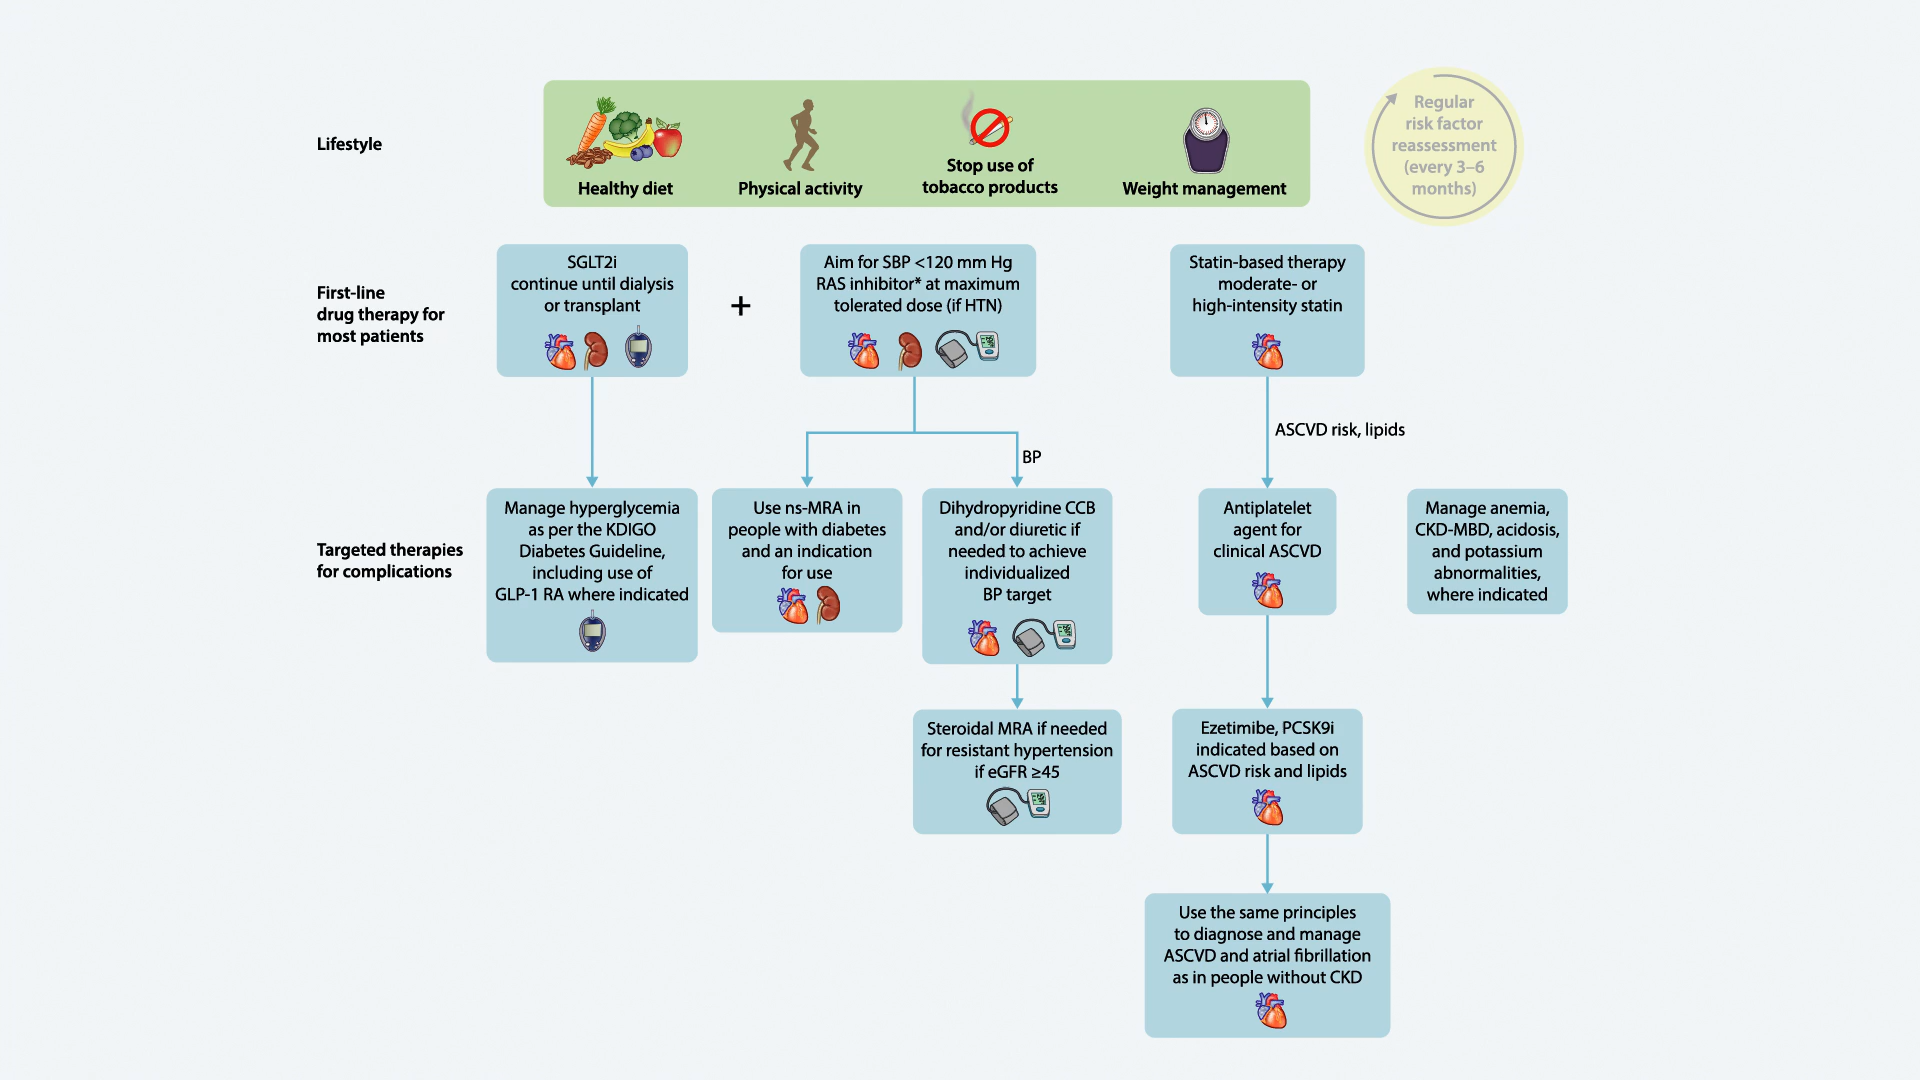 Lifestyle
Healthy diet
Physical activity
Stop use of
tobacco products
Weight management
Regular
risk factor
reassessment
(every 3–6
months)
First-line
drug therapy for
most patients
SGLT2i
continue until dialysis
or transplant
+
Aim for SBP <120 mm Hg
RAS inhibitor* at maximum
tolerated dose (if HTN)
Statin-based therapy
moderate- or
high-intensity statin
ASCVD risk, lipids
BP
Targeted therapies
for complications
Manage hyperglycemia
as per the KDIGO
Diabetes Guideline,
including use of
GLP-1 RA where indicated
Use ns-MRA in
people with diabetes
and an indication
for use
Dihydropyridine CCB
and/or diuretic if
needed to achieve
individualized
BP target
Antiplatelet
agent for
clinical ASCVD
Manage anemia,
CKD-MBD, acidosis,
and potassium
abnormalities,
where indicated
Steroidal MRA if needed
for resistant hypertension
if eGFR ≥45
Ezetimibe, PCSK9i
indicated based on
ASCVD risk and lipids
Use the same principles
to diagnose and manage
ASCVD and atrial fibrillation
as in people without CKD